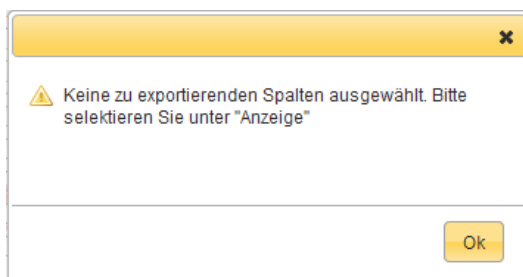 Keine zu exportierenden Spalten ausgewählt. Bitte
selektieren Sie unter "Anzeige"
Ok